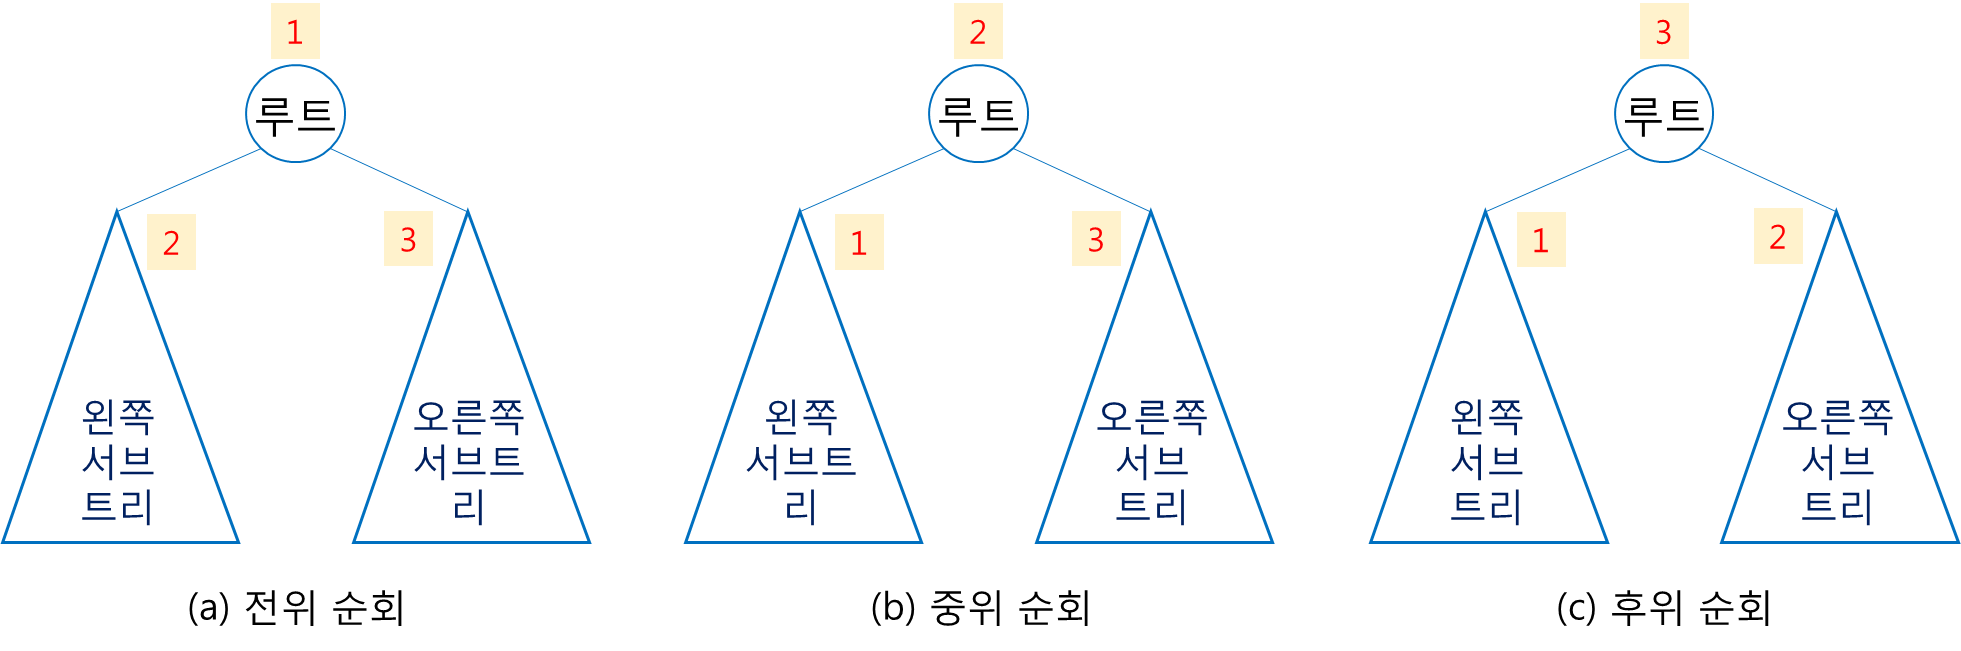 1
루트
2
3
왼쪽
서브
트리
오른쪽
서브트
리
(a) 전위 순회
2
루트
1
3
왼쪽
서브트
리
오른쪽
서브
트리
(b) 중위 순회
3
루트
1
2
왼쪽
서브
트리
오른쪽
서브
트리
(c) 후위 순회